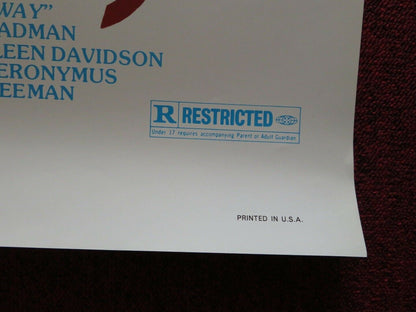 WAY"
ADMAN
LEEN DAVIDSON
ERONYMUS
EEMAN
R RESTRICTED
Under 17 requires accompanying Parent or Adult Guardian
PRINTED IN U.S.A.